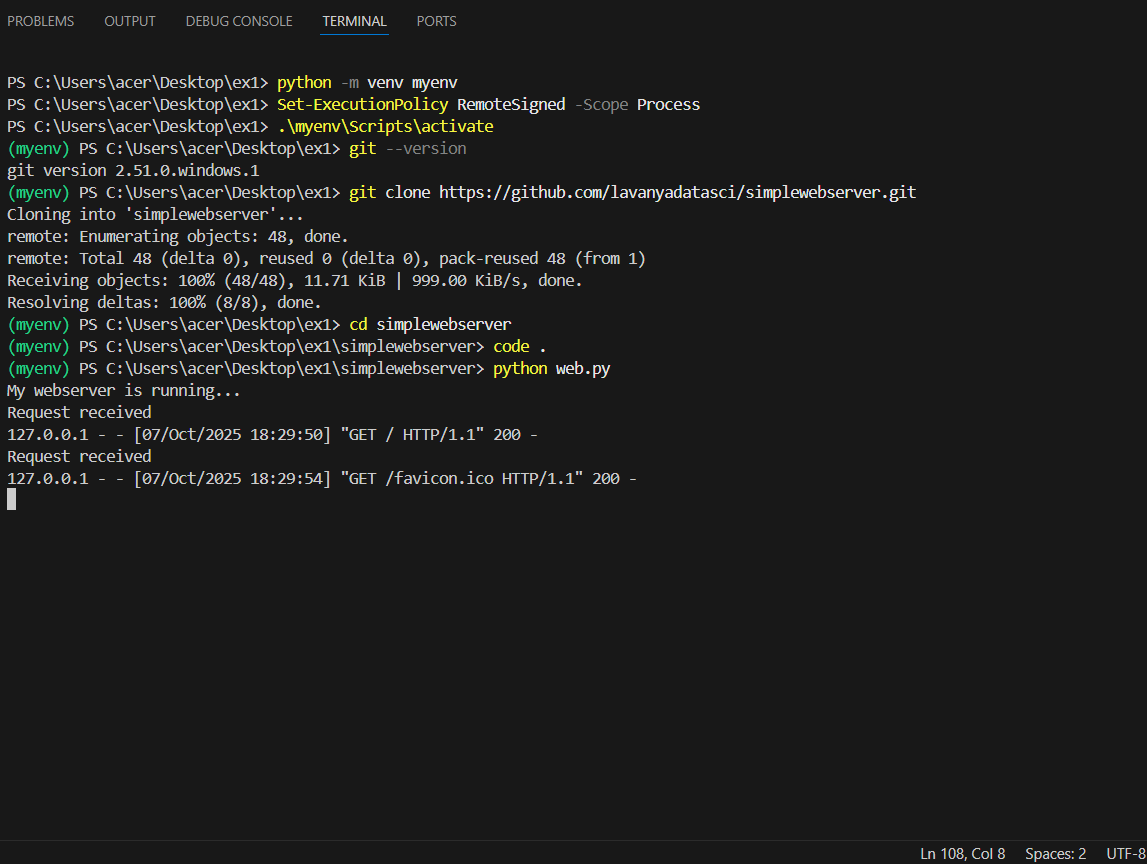 PROBLEMS OUTPUT DEBUG CONSOLE TERMINAL PORTS
PS C:\Users\acer\Desktop\ex1> python -m venv myenv
PS C:\Users\acer\Desktop\ex1> Set-ExecutionPolicy RemoteSigned -Scope Process
PS C:\Users\acer\Desktop\ex1> .\myenv\Scripts\activate
(myenv) PS C:\Users\acer\Desktop\ex1> git --version
git version 2.51.0.windows.1
(myenv) PS C:\Users\acer\Desktop\ex1> git clone https://github.com/lavanyadatasci/simplewebserver.git
Cloning into 'simplewebserver'...
remote: Enumerating objects: 48, done.
remote: Total 48 (delta 0), reused 0 (delta 0), pack-reused 48 (from 1)
Receiving objects: 100% (48/48), 11.71 KiB | 999.00 KiB/s, done.
Resolving deltas: 100% (8/8), done.
(myenv) PS C:\Users\acer\Desktop\ex1> cd simplewebserver
(myenv) PS C:\Users\acer\Desktop\ex1\simplewebserver> code .
(myenv) PS C:\Users\acer\Desktop\ex1\simplewebserver> python web.py
My webserver is running...
Request received
127.0.0.1 - - [07/Oct/2025 18:29:50] "GET / HTTP/1.1" 200 -
Request received
127.0.0.1 - - [07/Oct/2025 18:29:54] "GET /favicon.ico HTTP/1.1" 200 -
Ln 108, Col 8 Spaces: 2 UTF-8